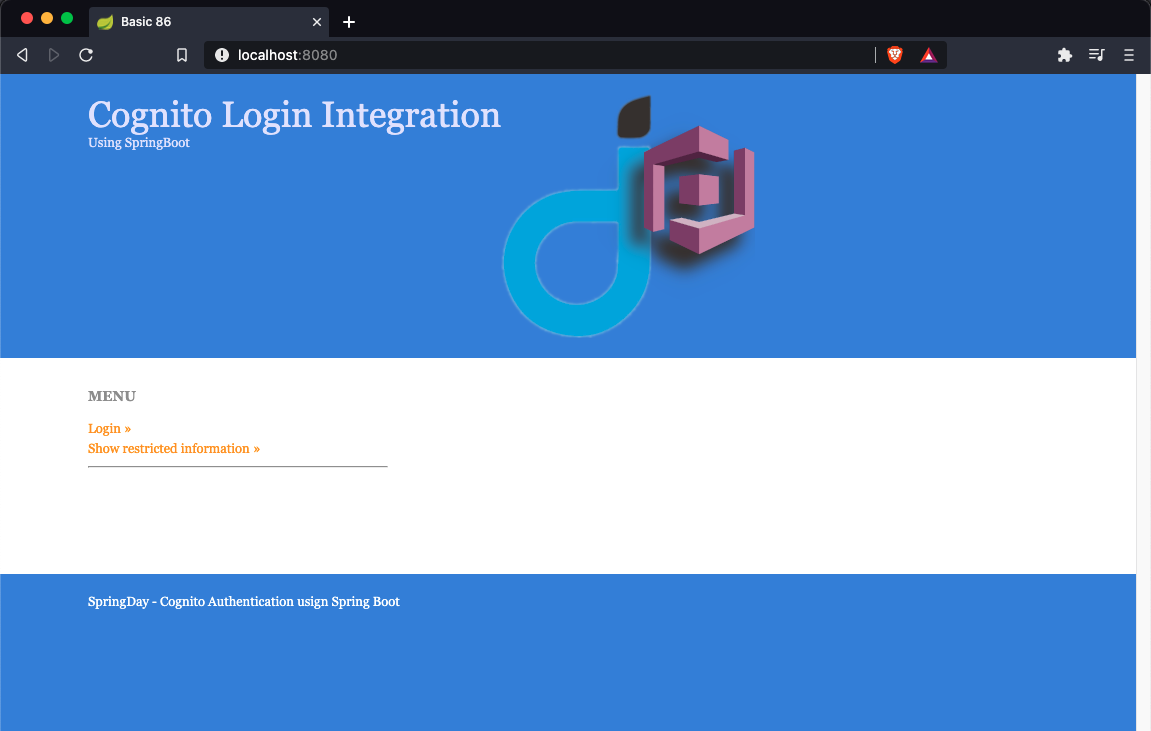 Basic 86
localhost:8080
Cognito Login Integration
Using SpringBoot
MENU
Login »
Show restricted information »
SpringDay - Cognito Authentication usign Spring Boot